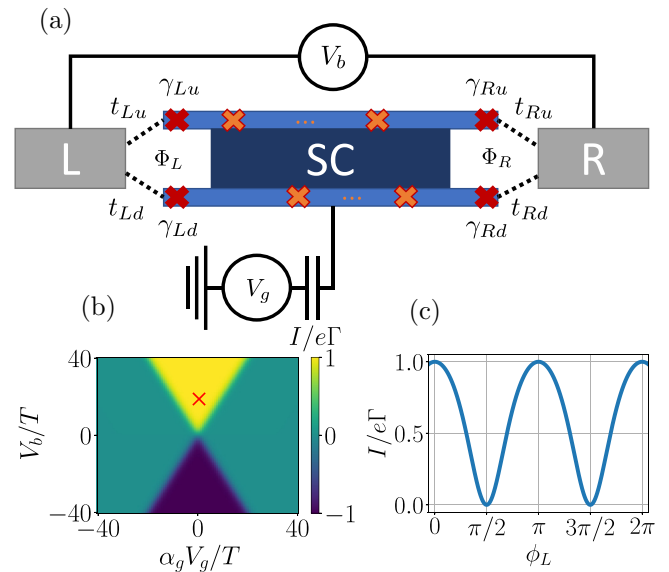 (a)
V_b
γ_Lu γ_Ru
t_Lu ... t_Ru
L Φ_L SC Φ_R R
t_Ld ... t_Rd
γ_Ld γ_Rd
V_g
(b) I/eΓ (c)
40 1
0 0
−40 −1
V_b/T
−40 0 40
α_gV_g/T
1.0
0.5
0.0
I/eΓ
0 π/2 π 3π/2 2π
ϕ_L